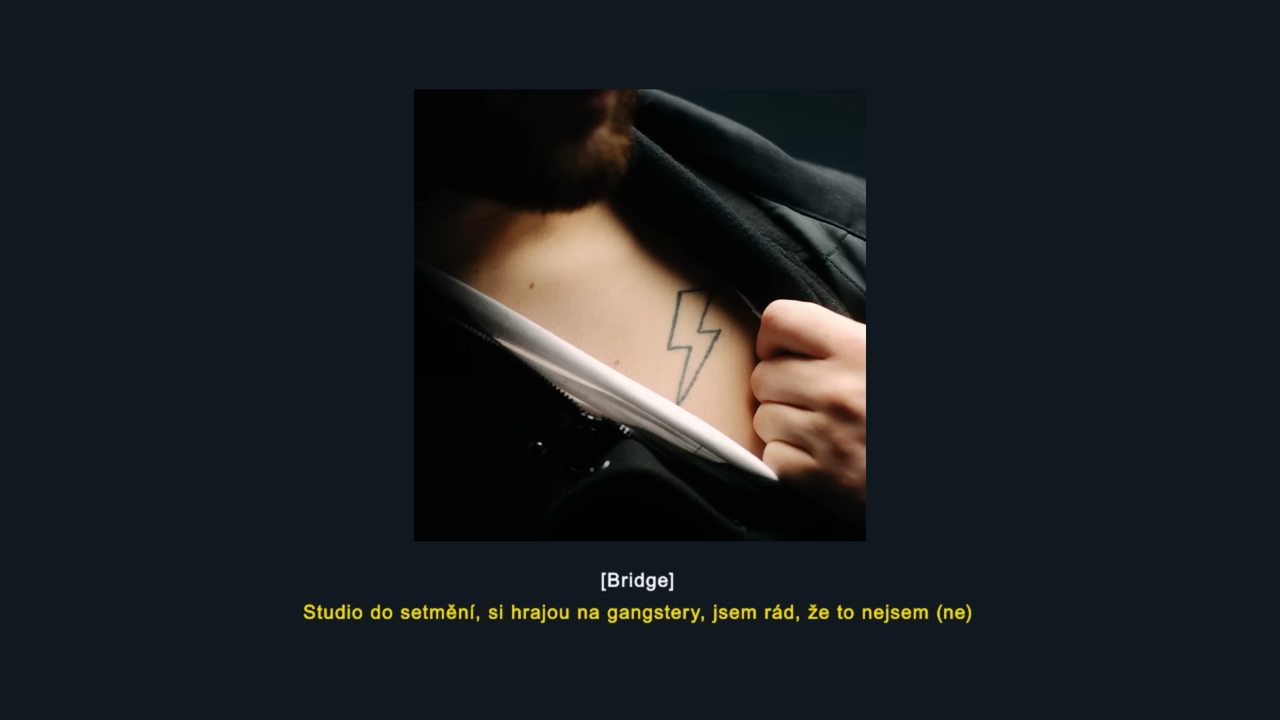 [Bridge]
Studio do setmění, si hrajou na gangstery, jsem rád, že to nejsem (ne)